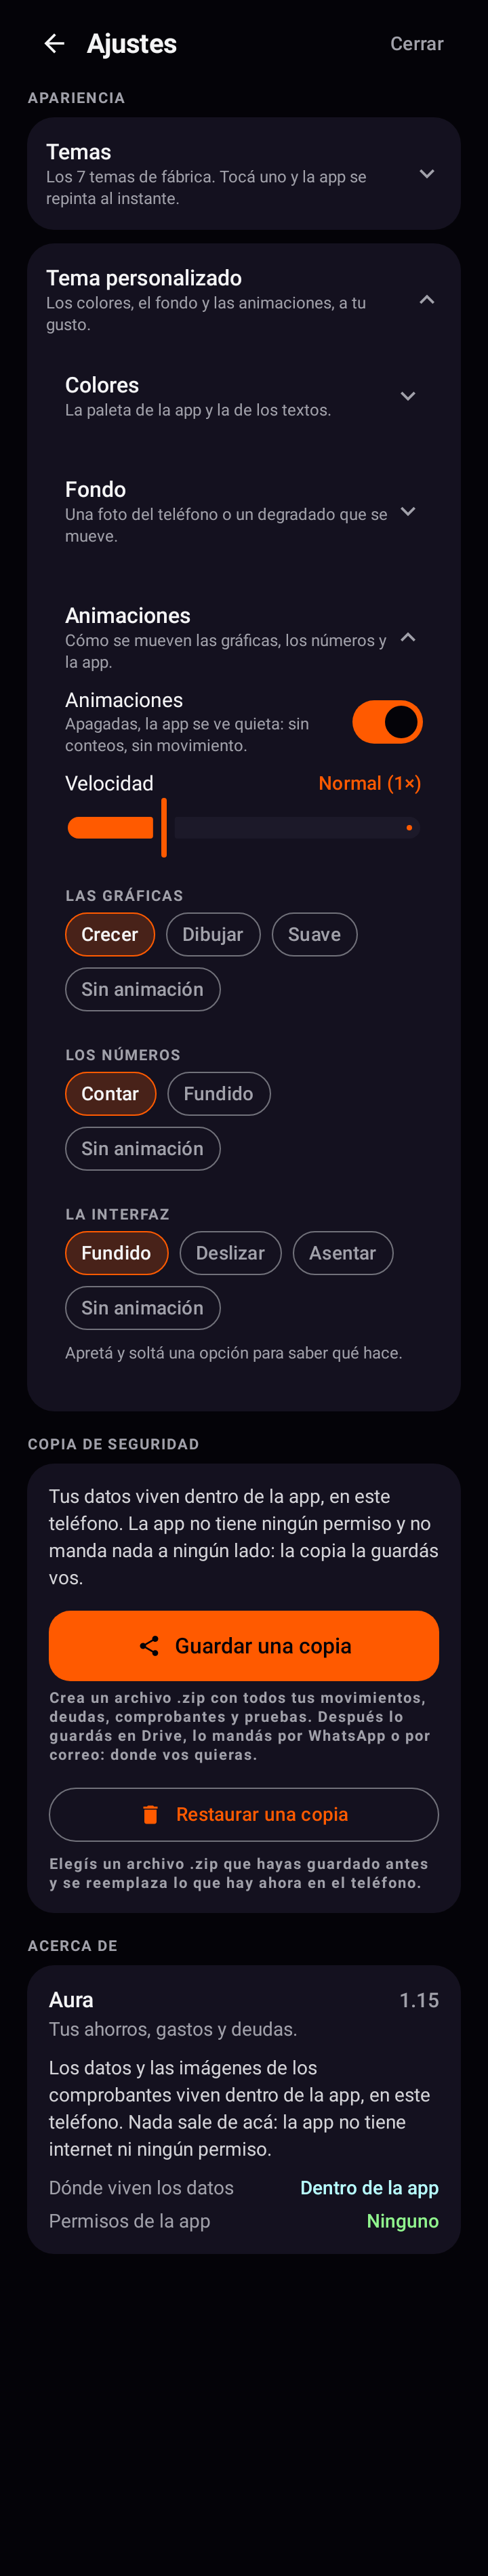 Ajustes
Cerrar
APARIENCIA
Temas
Los 7 temas de fábrica. Tocá uno y la app se
repinta al instante.
Tema personalizado
Los colores, el fondo y las animaciones, a tu
gusto.
Colores
La paleta de la app y la de los textos.
Fondo
Una foto del teléfono o un degradado que se
mueve.
Animaciones
Cómo se mueven las gráficas, los números y
la app.
Animaciones
Apagadas, la app se ve quieta: sin
conteos, sin movimiento.
Velocidad
Normal (1×)
LAS GRÁFICAS
Crecer
Dibujar
Suave
Sin animación
LOS NÚMEROS
Contar
Fundido
Sin animación
LA INTERFAZ
Fundido
Deslizar
Asentar
Sin animación
Apretá y soltá una opción para saber qué hace.
COPIA DE SEGURIDAD
Tus datos viven dentro de la app, en este
teléfono. La app no tiene ningún permiso y no
manda nada a ningún lado: la copia la guardás
vos.
Guardar una copia
Crea un archivo .zip con todos tus movimientos,
deudas, comprobantes y pruebas. Después lo
guardás en Drive, lo mandás por WhatsApp o por
correo: donde vos quieras.
Restaurar una copia
Elegís un archivo .zip que hayas guardado antes
y se reemplaza lo que hay ahora en el teléfono.
ACERCA DE
Aura
1.15
Tus ahorros, gastos y deudas.
Los datos y las imágenes de los
comprobantes viven dentro de la app, en este
teléfono. Nada sale de acá: la app no tiene
internet ni ningún permiso.
Dónde viven los datos
Dentro de la app
Permisos de la app
Ninguno